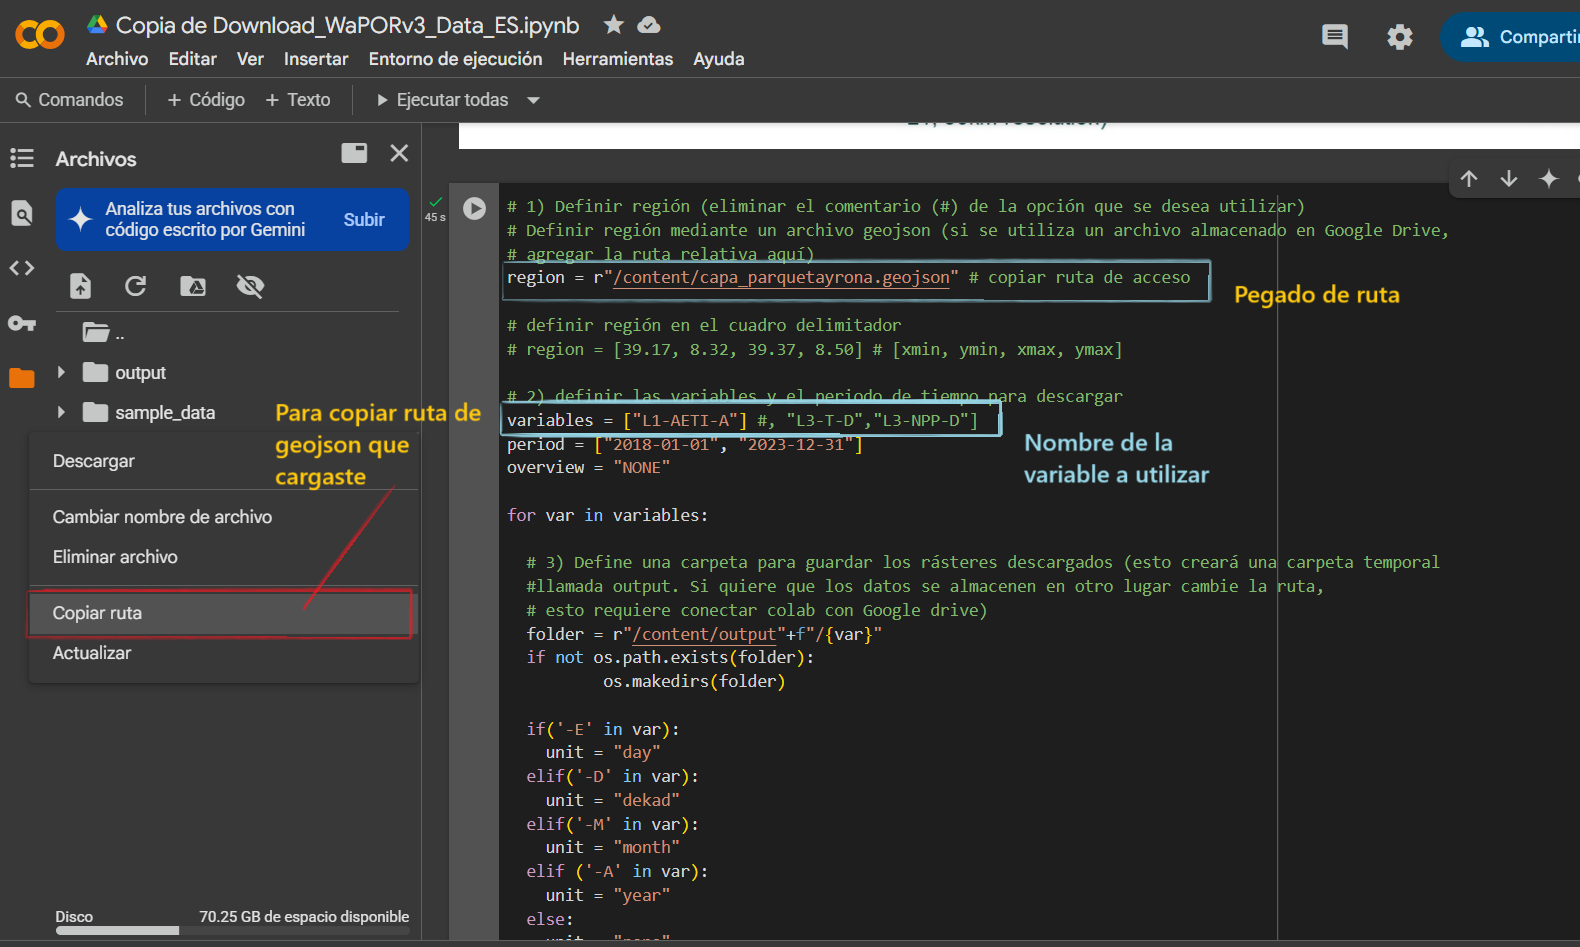 Copia de Download_WaPORv3_Data_ES.ipynb
Archivo Editar Ver Insertar Entorno de ejecución Herramientas Ayuda
Comparti
Comandos + Código + Texto Ejecutar todas
Archivos
Analiza tus archivos con
código escrito por Gemini
Subir
..
output
sample_data
Para copiar ruta de
geojson que
cargaste
Descargar
Cambiar nombre de archivo
Eliminar archivo
Copiar ruta
Actualizar
Disco 70.25 GB de espacio disponible
45 s
# 1) Definir región (eliminar el comentario (#) de la opción que se desea utilizar)
# Definir región mediante un archivo geojson (si se utiliza un archivo almacenado en Google Drive,
# agregar la ruta relativa aquí)
region = r"/content/capa_parquetayrona.geojson" # copiar ruta de acceso
Pegado de ruta
# definir región en el cuadro delimitador
# region = [39.17, 8.32, 39.37, 8.50] # [xmin, ymin, xmax, ymax]
# 2) definir las variables y el periodo de tiempo para descargar
variables = ["L1-AETI-A"] #, "L3-T-D","L3-NPP-D"]
period = ["2018-01-01", "2023-12-31"]
overview = "NONE"
Nombre de la
variable a utilizar
for var in variables:
# 3) Define una carpeta para guardar los rásteres descargados (esto creará una carpeta temporal
#llamada output. Si quiere que los datos se almacenen en otro lugar cambie la ruta,
# esto requiere conectar colab con Google drive)
folder = r"/content/output"+f"/{var}"
if not os.path.exists(folder):
os.makedirs(folder)
if('-E' in var):
unit = "day"
elif('-D' in var):
unit = "dekad"
elif('-M' in var):
unit = "month"
elif ('-A' in var):
unit = "year"
else: